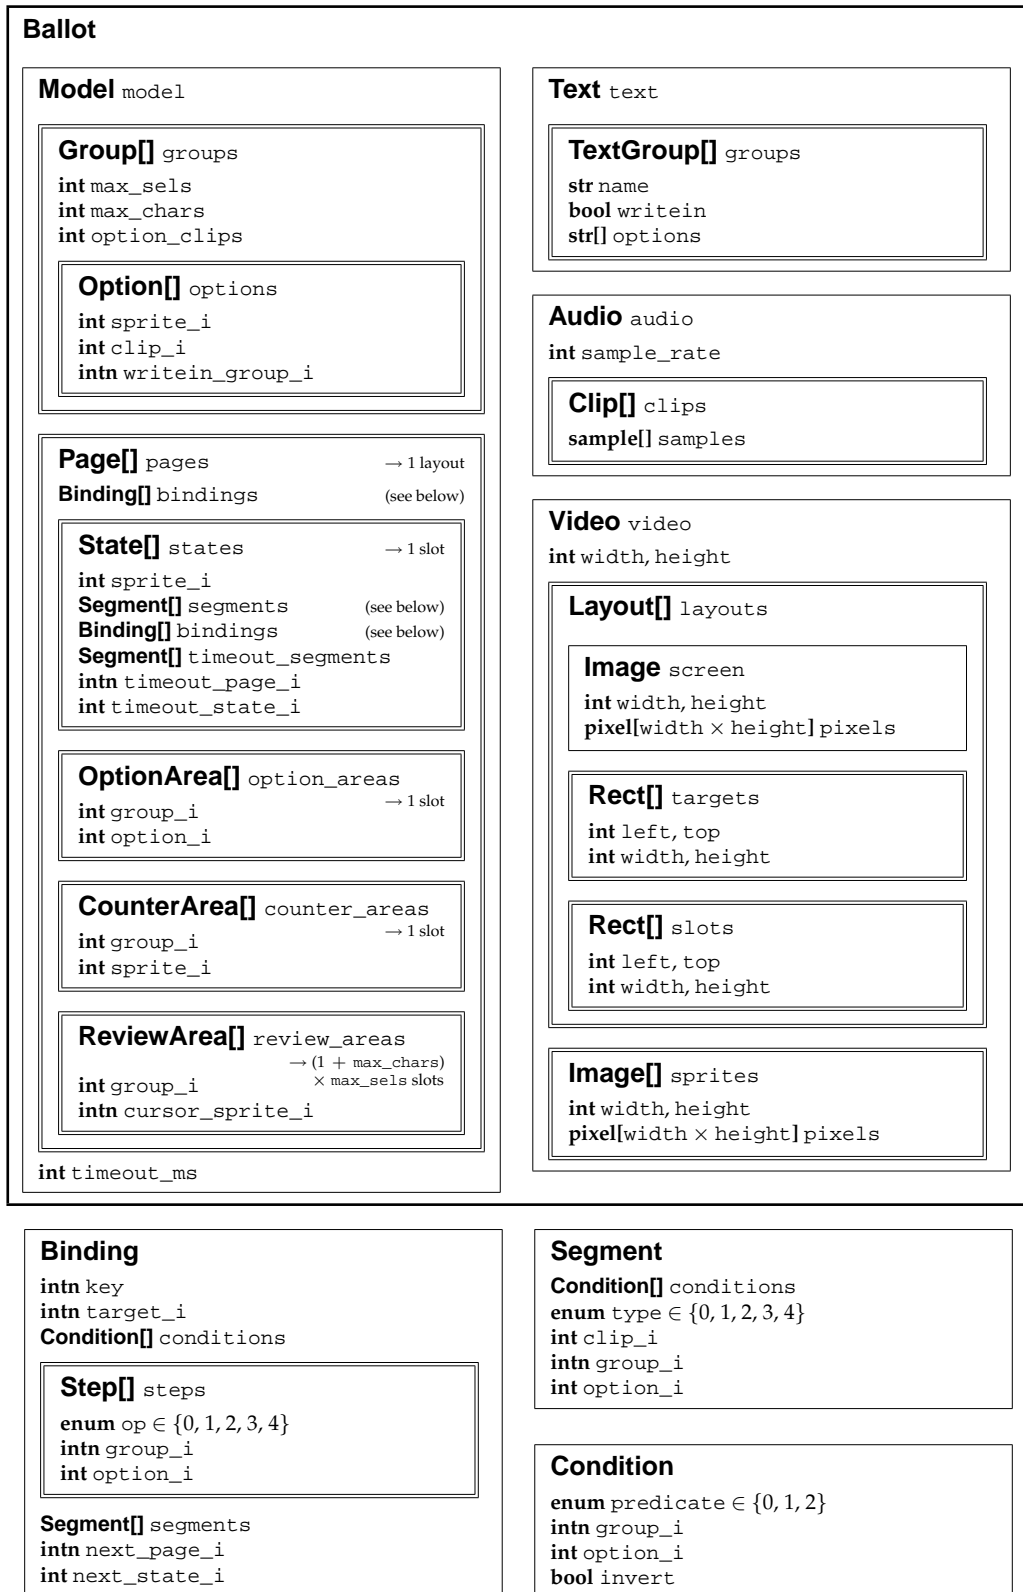 Ballot
Model model
Group[] groups
int max_sels
int max_chars
int option_clips
Option[] options
int sprite_i
int clip_i
intn writein_group_i
Page[] pages → 1 layout
Binding[] bindings (see below)
State[] states → 1 slot
int sprite_i
Segment[] segments (see below)
Binding[] bindings (see below)
Segment[] timeout_segments
intn timeout_page_i
int timeout_state_i
OptionArea[] option_areas
→ 1 slot
int group_i
int option_i
CounterArea[] counter_areas
→ 1 slot
int group_i
int sprite_i
ReviewArea[] review_areas
→ (1 + max_chars)
int group_i × max_sels slots
intn cursor_sprite_i
int timeout_ms
Text text
TextGroup[] groups
str name
bool writein
str[] options
Audio audio
int sample_rate
Clip[] clips
sample[] samples
Video video
int width, height
Layout[] layouts
Image screen
int width, height
pixel[width × height] pixels
Rect[] targets
int left, top
int width, height
Rect[] slots
int left, top
int width, height
Image[] sprites
int width, height
pixel[width × height] pixels
Binding
intn key
intn target_i
Condition[] conditions
Step[] steps
enum op ∈ {0, 1, 2, 3, 4}
intn group_i
int option_i
Segment[] segments
intn next_page_i
int next_state_i
Segment
Condition[] conditions
enum type ∈ {0, 1, 2, 3, 4}
int clip_i
intn group_i
int option_i
Condition
enum predicate ∈ {0, 1, 2}
intn group_i
int option_i
bool invert